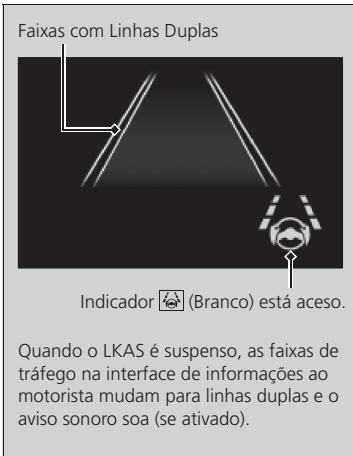 Faixas com Linhas Duplas
Indicador (Branco) está aceso.
Quando o LKAS é suspenso, as faixas de
tráfego na interface de informações ao
motorista mudam para linhas duplas e o
aviso sonoro soa (se ativado).